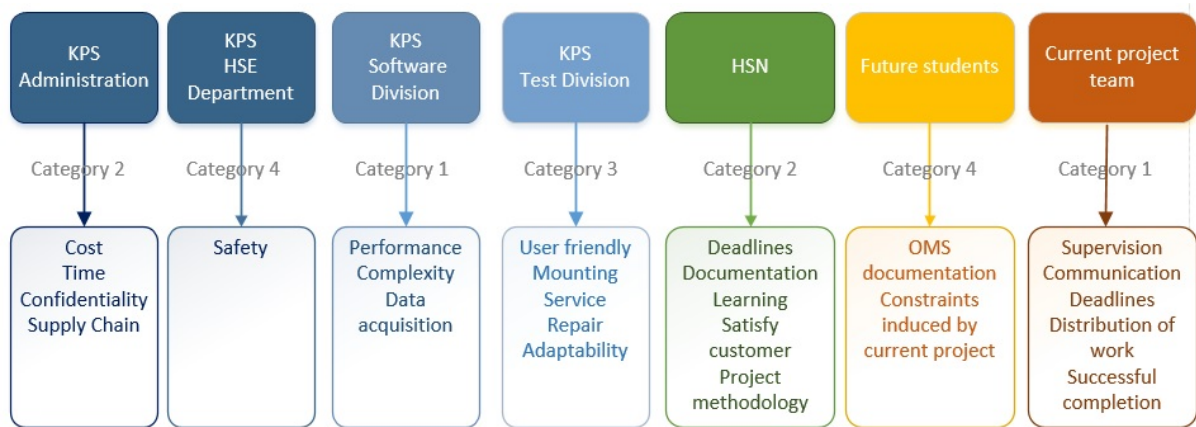 KPS
Administration
KPS
HSE
Department
KPS
Software
Division
KPS
Test Division
HSN
Future students
Current project
team
Category 2
Category 4
Category 1
Category 3
Category 2
Category 4
Category 1
Cost
Time
Confidentiality
Supply Chain
Safety
Performance
Complexity
Data
acquisition
User friendly
Mounting
Service
Repair
Adaptability
Deadlines
Documentation
Learning
Satisfy
customer
Project
methodology
OMS
documentation
Constraints
induced by
current project
Supervision
Communication
Deadlines
Distribution of
work
Successful
completion